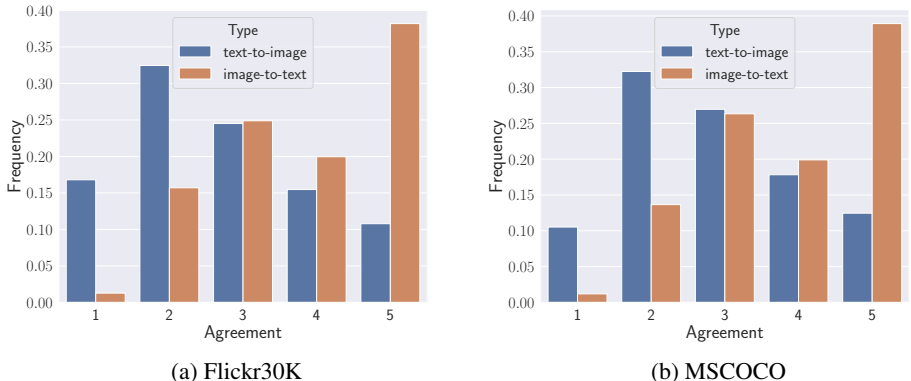 0.40
0.35
0.30
0.25
0.20
0.15
0.10
0.05
0.00
Frequency
Type
text-to-image
image-to-text
1 2 3 4 5
Agreement
(a) Flickr30K
0.40
0.35
0.30
0.25
0.20
0.15
0.10
0.05
0.00
Frequency
Type
text-to-image
image-to-text
1 2 3 4 5
Agreement
(b) MSCOCO